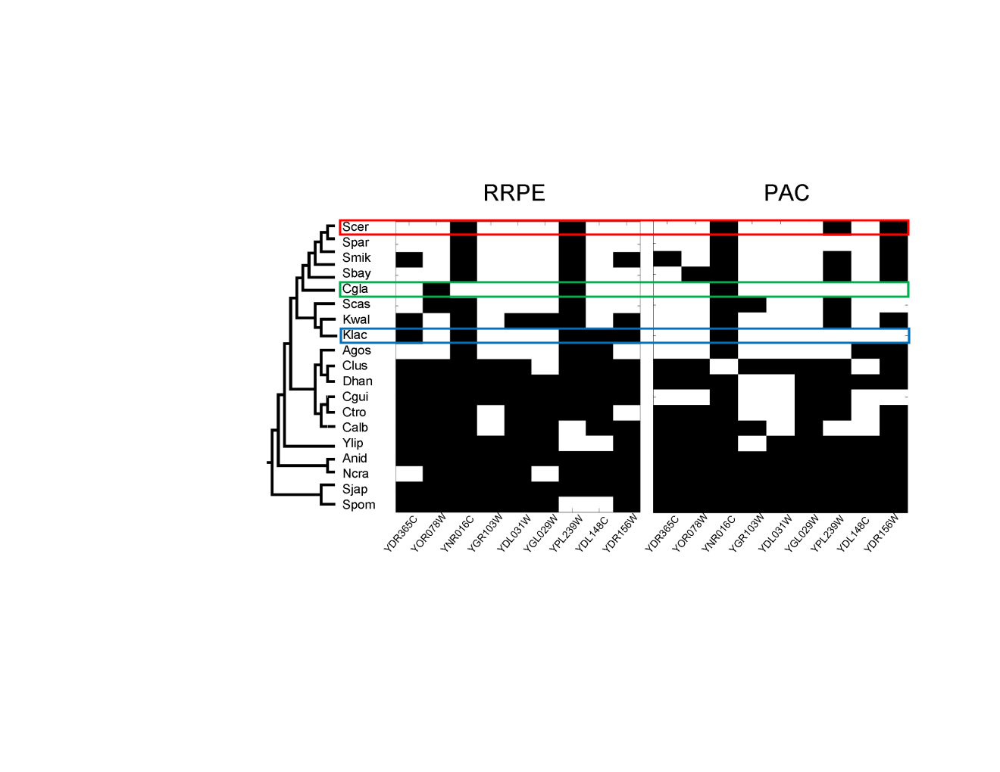 RRPE PAC
Scer
Spar
Smik
Sbay
Cgla
Scas
Kwal
Klac
Agos
Clus
Dhan
Cgui
Ctro
Calb
Ylip
Anid
Ncra
Sjap
Spom
YDR365C YOR078W YNR016C YGR103W YDL031W YGL029W YPL239W YDL148C YDR156W YDR365C YOR078W YNR016C YGR103W YDL031W YGL029W YPL239W YDL148C YDR156W